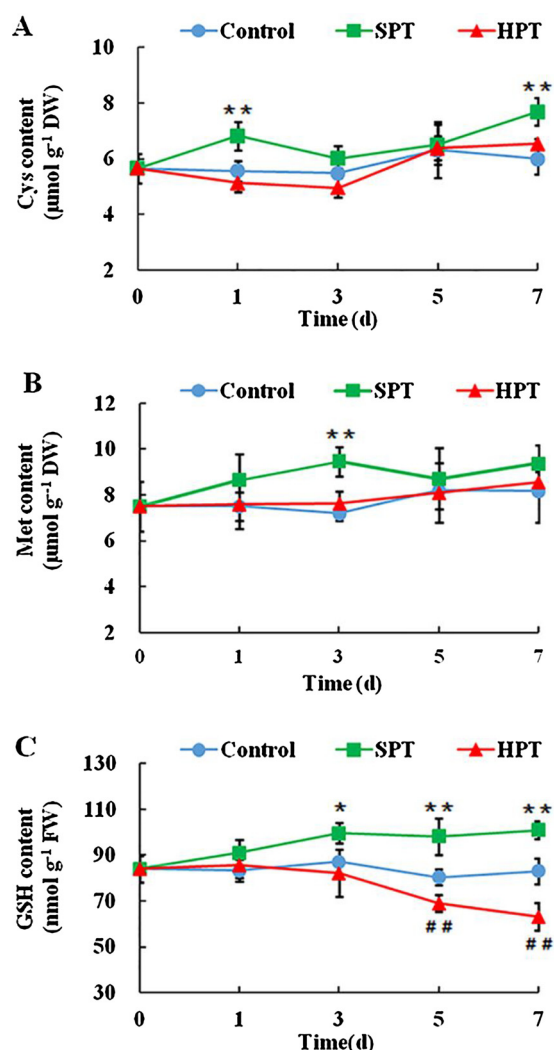 A
Control SPT HPT
10
8
6
4
2
**
**
Cys content
(µmol g⁻¹ DW)
0 1 3 5 7
Time (d)
B
Control SPT HPT
12
10
8
6
4
2
**
Met content
(µmol g⁻¹ DW)
0 1 3 5 7
Time (d)
C
Control SPT HPT
130
110
90
70
50
30
*
**
**
##
##
GSH content
(nmol g⁻¹ FW)
0 1 3 5 7
Time(d)